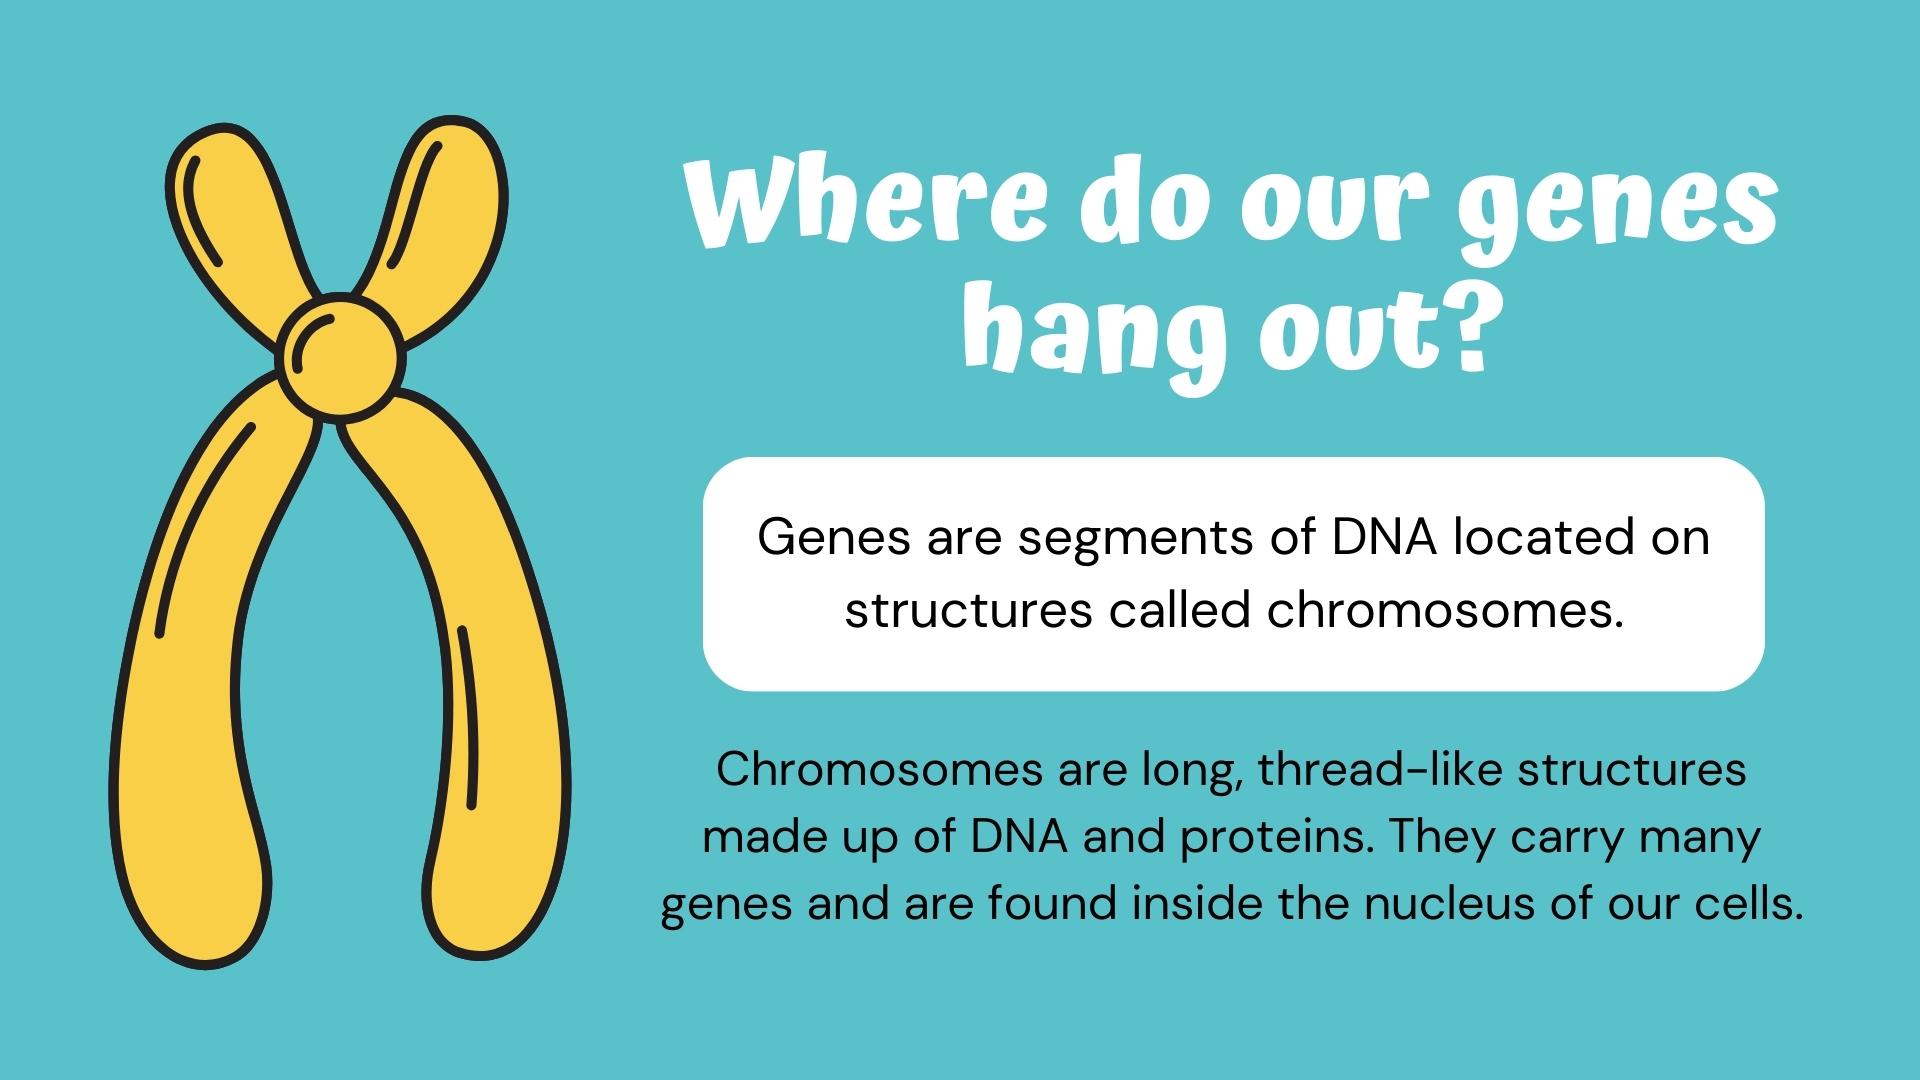 Where do our genes
hang out?
Genes are segments of DNA located on
structures called chromosomes.
Chromosomes are long, thread-like structures
made up of DNA and proteins. They carry many
genes and are found inside the nucleus of our cells.